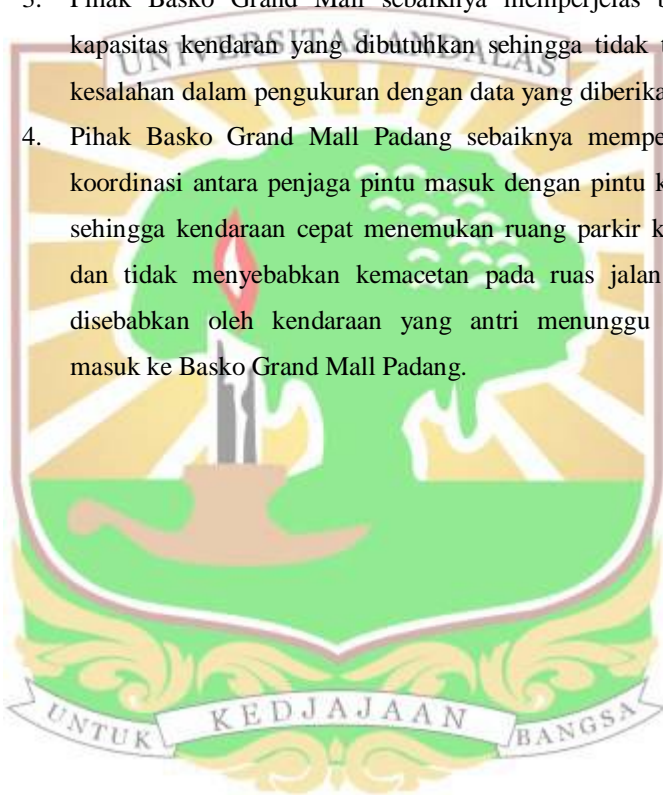 Pihak Basko Grand Mall sebaiknya memperjelas
kapasitas kendaran yang dibutuhkan sehingga tidak
kesalahan dalam pengukuran dengan data yang diberika
4. Pihak Basko Grand Mall Padang sebaiknya mempe
koordinasi antara penjaga pintu masuk dengan pintu k
sehingga kendaraan cepat menemukan ruang parkir k
dan tidak menyebabkan kemacetan pada ruas jalan
disebabkan oleh kendaraan yang antri menunggu
masuk ke Basko Grand Mall Padang.
UNIVERSITAS ANDALAS
UNTUK KEDJAJAAN BANGSA